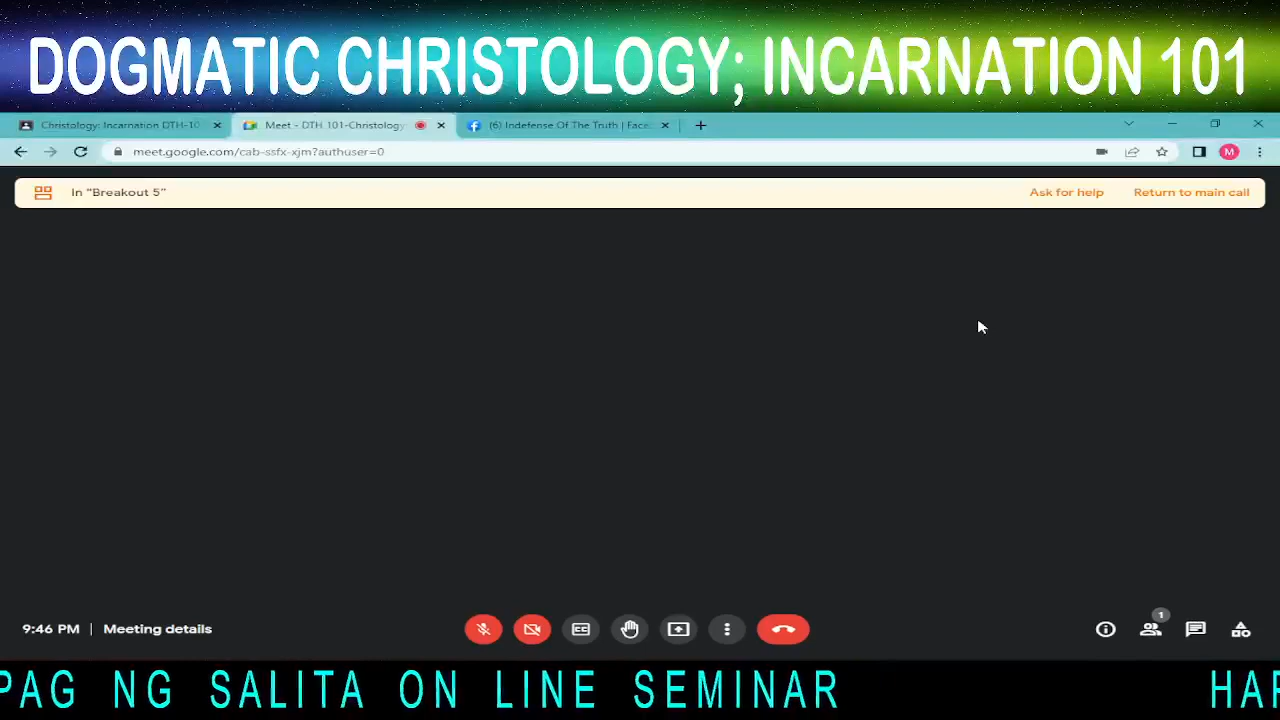 DOGMATIC CHRISTOLOGY; INCARNATION 101
Christology: Incarnation DTH-10
Meet - DTH 101-Christology
(6) Indefense Of The Truth | Face
meet.google.com/cab-ssfx-xjm?authuser=0
M
In "Breakout 5"
Ask for help
Return to main call
9:46 PM | Meeting details
CC
1
PAG NG SALITA ON LINE SEMINAR
HAP